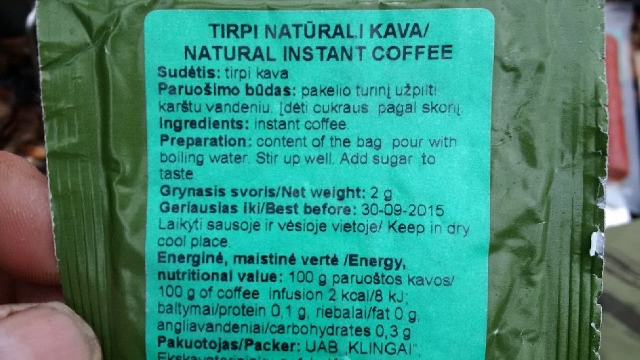 TIRPI NATŪRALI KAVA/
NATURAL INSTANT COFFEE
Sudėtis: tirpi kava
Paruošimo būdas: pakelio turinį užpilti
karštu vandeniu. Įdėti cukraus pagal skonį.
Ingredients: instant coffee.
Preparation: content of the bag pour with
boiling water. Stir up well. Add sugar to
taste
Grynasis svoris/Net weight: 2 g
Geriausias iki/Best before: 30-09-2015
Laikyti sausoje ir vėsioje vietoje/ Keep in dry
cool place.
Energinė, maistinė vertė /Energy,
nutritional value: 100 g paruoštos kavos/
100 g of coffee infusion 2 kcal/8 kJ;
baltymai/protein 0,1 g, riebalai/fat 0 g,
angliavandeniai/carbohydrates 0,3 g
Pakuotojas/Packer: UAB „KLINGAI"